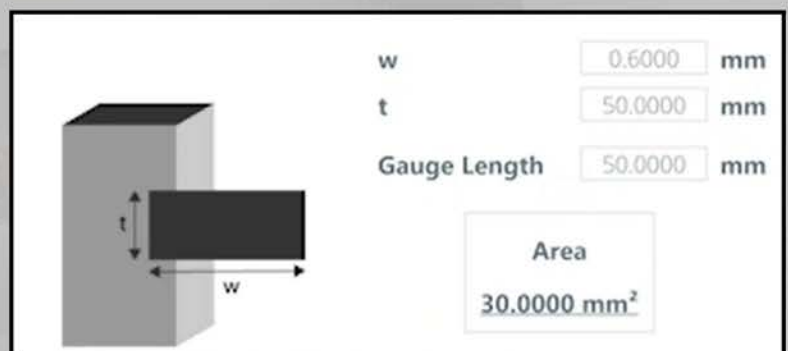 w 0.6000 mm
t 50.0000 mm
Gauge Length 50.0000 mm
t
w
Area
30.0000 mm²